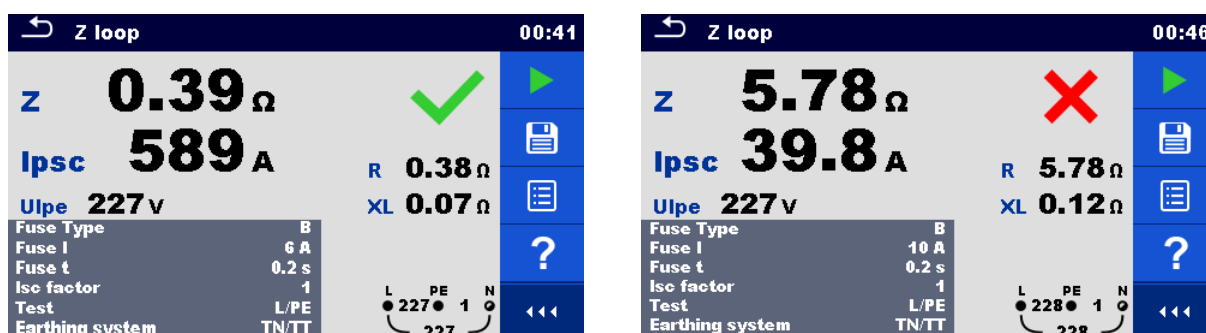 Z loop 00:41
Z 0.39 Ω
Ipsc 589 A
R 0.38 Ω
Ulpe 227 V
XL 0.07 Ω
Fuse Type B
Fuse I 6 A
Fuse t 0.2 s
Isc factor 1
Test L/PE
Earthing system TN/TT
L PE N
227 1
227
?
Z loop 00:46
Z 5.78 Ω
Ipsc 39.8 A
R 5.78 Ω
Ulpe 227 V
XL 0.12 Ω
Fuse Type B
Fuse I 10 A
Fuse t 0.2 s
Isc factor 1
Test L/PE
Earthing system TN/TT
L PE N
228 1
228
?